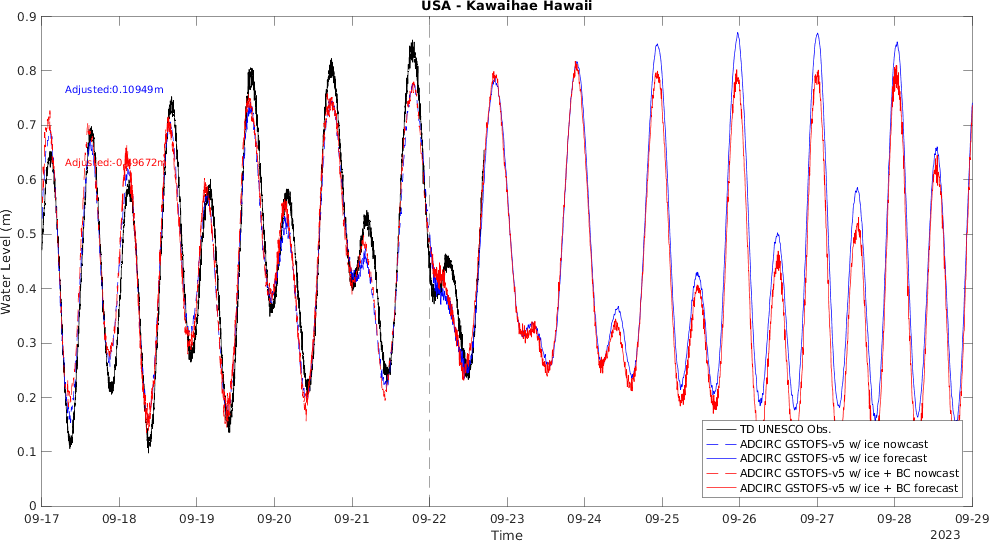 USA - Kawaihae Hawaii
0.9
0.8
0.7
0.6
0.5
0.4
0.3
0.2
0.1
0
Water Level (m)
Adjusted:0.10949m
TD UNESCO Obs.
ADCIRC GSTOFS-v5 w/ ice nowcast
ADCIRC GSTOFS-v5 w/ ice forecast
ADCIRC GSTOFS-v5 w/ ice + BC nowcast
ADCIRC GSTOFS-v5 w/ ice + BC forecast
09-17 09-18 09-19 09-20 09-21 09-22 09-23 09-24 09-25 09-26 09-27 09-28 09-29
Time
2023